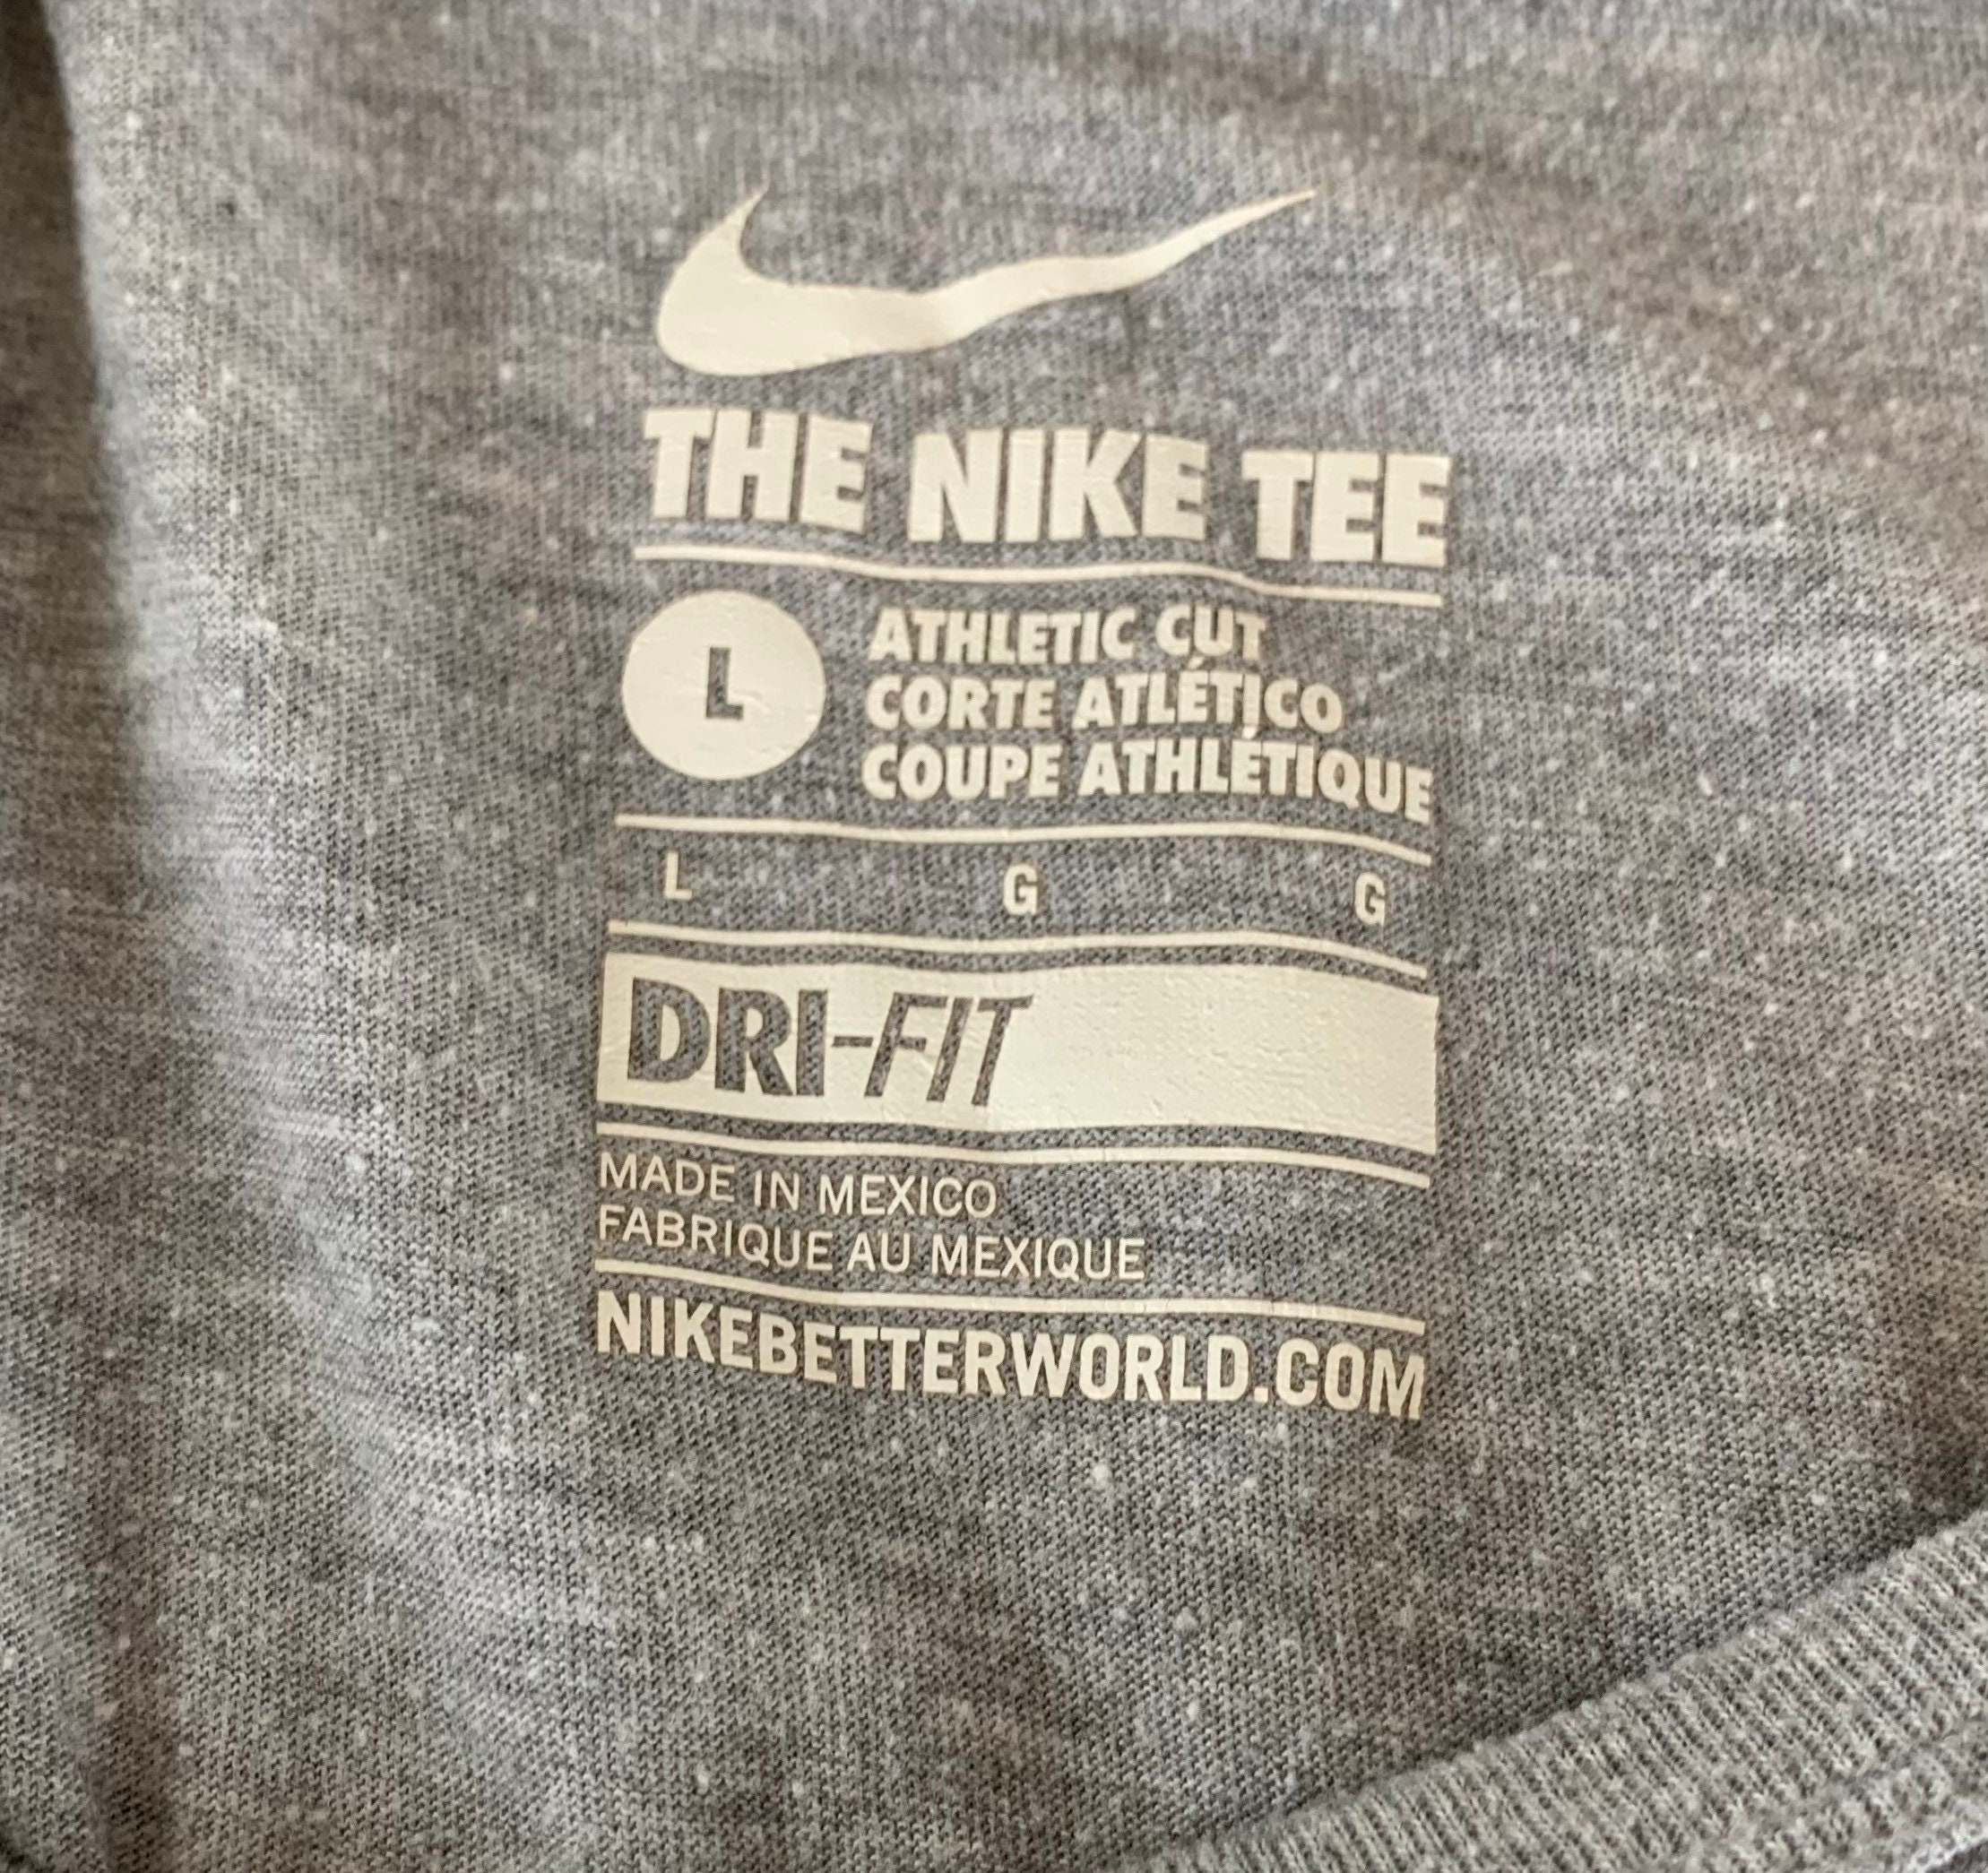 THE NIKE TEE
L
ATHLETIC CUT
CORTE ATLÉTICO
COUPE ATHLÉTIQUE
L G G
DRI-FIT
MADE IN MEXICO
FABRIQUE AU MEXIQUE
NIKEBETTERWORLD.COM